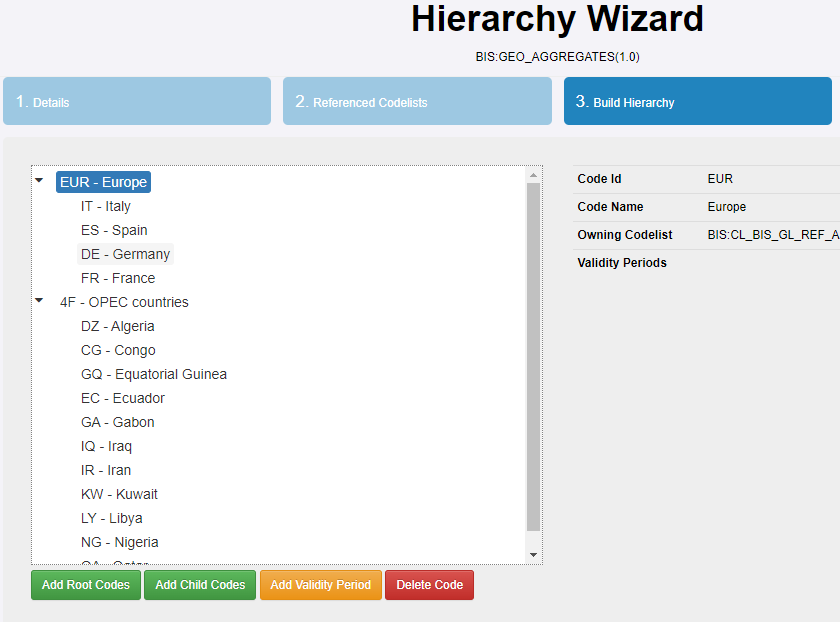 Hierarchy Wizard
BIS:GEO_AGGREGATES(1.0)
1. Details
2. Referenced Codelists
3. Build Hierarchy
EUR - Europe
IT - Italy
ES - Spain
DE - Germany
FR - France
4F - OPEC countries
DZ - Algeria
CG - Congo
GQ - Equatorial Guinea
EC - Ecuador
GA - Gabon
IQ - Iraq
IR - Iran
KW - Kuwait
LY - Libya
NG - Nigeria
Code Id EUR
Code Name Europe
Owning Codelist BIS:CL_BIS_GL_REF_A
Validity Periods
Add Root Codes
Add Child Codes
Add Validity Period
Delete Code